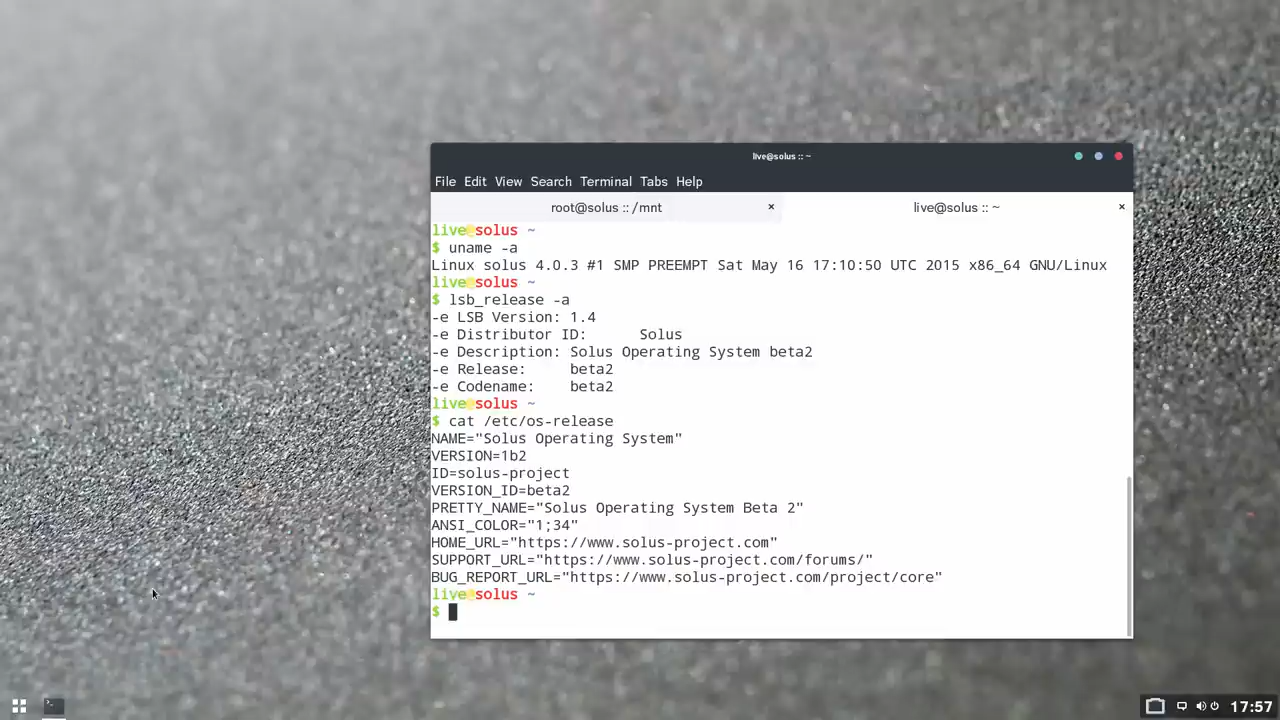 live@solus :: ~
File Edit View Search Terminal Tabs Help
root@solus :: /mnt × live@solus :: ~ ×
live@solus ~
$ uname -a
Linux solus 4.0.3 #1 SMP PREEMPT Sat May 16 17:10:50 UTC 2015 x86_64 GNU/Linux
live@solus ~
$ lsb_release -a
-e LSB Version: 1.4
-e Distributor ID:      Solus
-e Description: Solus Operating System beta2
-e Release:     beta2
-e Codename:    beta2
live@solus ~
$ cat /etc/os-release
NAME="Solus Operating System"
VERSION=1b2
ID=solus-project
VERSION_ID=beta2
PRETTY_NAME="Solus Operating System Beta 2"
ANSI_COLOR="1;34"
HOME_URL="https://www.solus-project.com"
SUPPORT_URL="https://www.solus-project.com/forums/"
BUG_REPORT_URL="https://www.solus-project.com/project/core"
live@solus ~
$
17:57